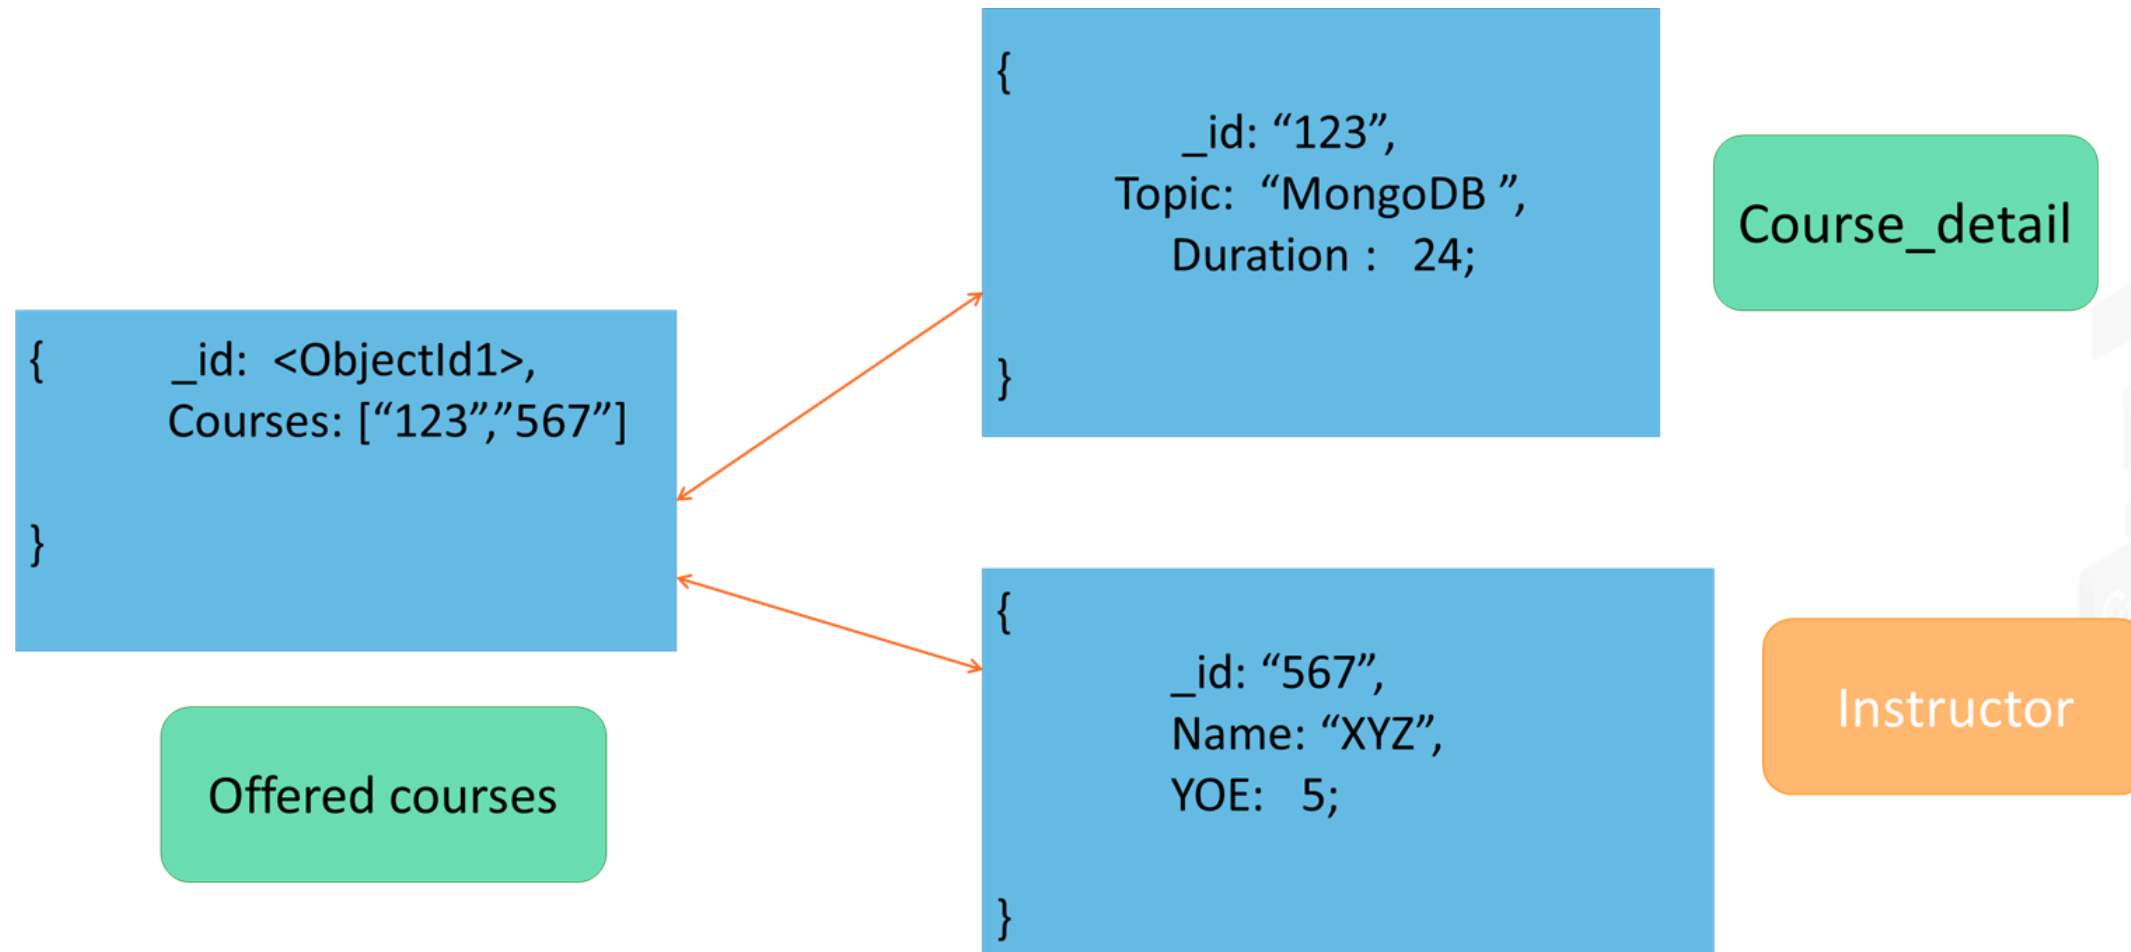 { _id: <ObjectId1>,
Courses: [“123”,”567”]
}
Offered courses
{
_id: “123”,
Topic: “MongoDB ”,
Duration : 24;
}
Course_detail
{
_id: “567”,
Name: “XYZ”,
YOE: 5;
}
Instructor